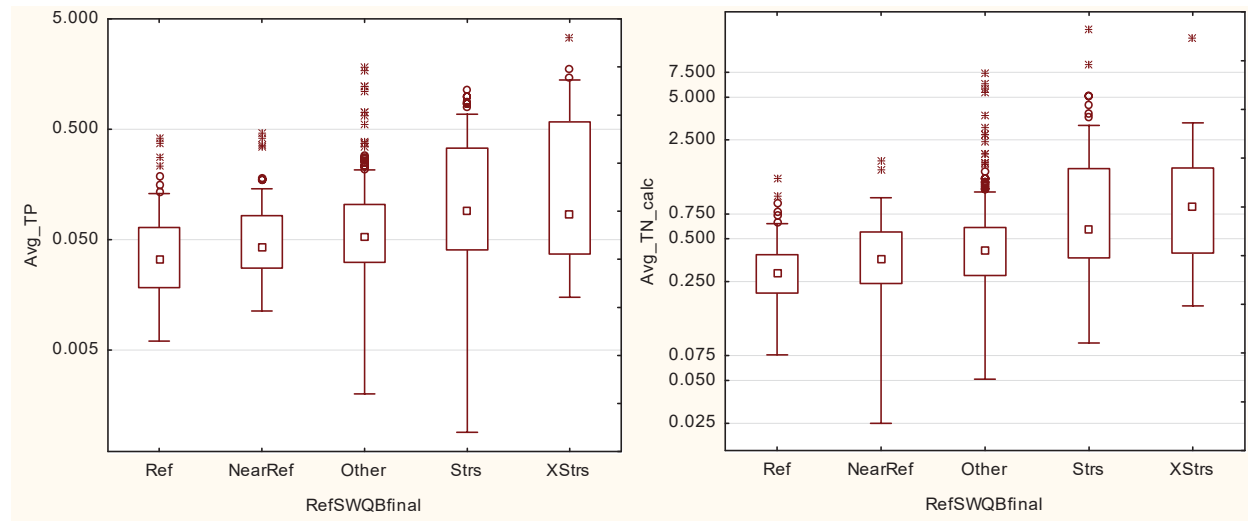 5.000
0.500
0.050
0.005
Avg_TP
Ref NearRef Other Strs XStrs
RefSWQBfinal
7.500
5.000
2.500
0.750
0.500
0.250
0.075
0.050
0.025
Avg_TN_calc
Ref NearRef Other Strs XStrs
RefSWQBfinal